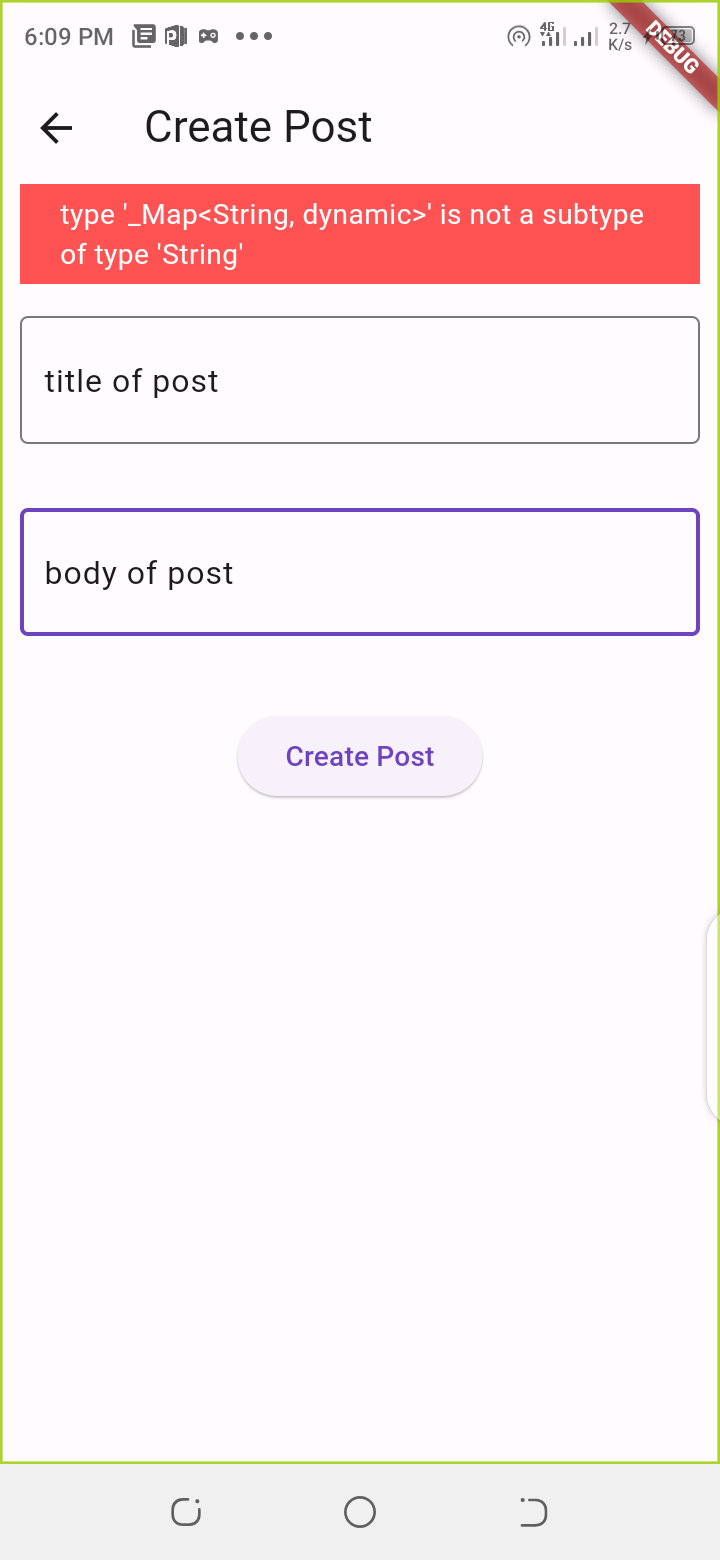 6:09 PM
4G
2.7
K/s
73
DEBUG
Create Post
type '_Map<String, dynamic>' is not a subtype
of type 'String'
title of post
body of post
Create Post